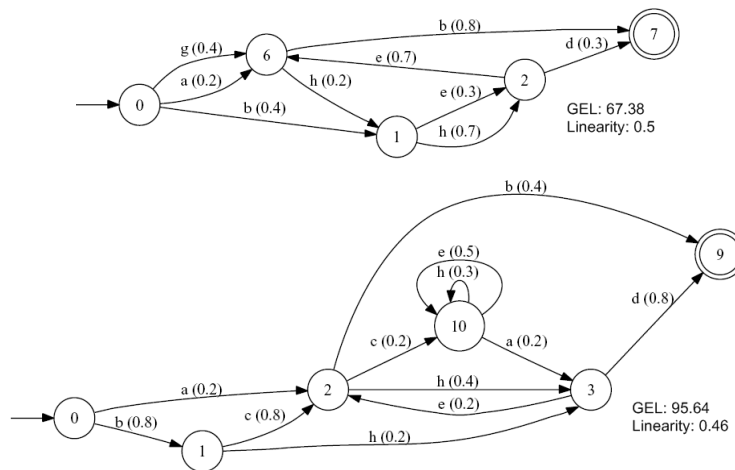 b (0.8)
7
g (0.4)
6
e (0.7)
d (0.3)
a (0.2)
h (0.2)
2
0
e (0.3)
b (0.4)
1
h (0.7)
GEL: 67.38
Linearity: 0.5
b (0.4)
9
e (0.5)
h (0.3)
10
d (0.8)
c (0.2)
a (0.2)
a (0.2)
2
h (0.4)
3
0
e (0.2)
b (0.8)
c (0.8)
1
h (0.2)
GEL: 95.64
Linearity: 0.46